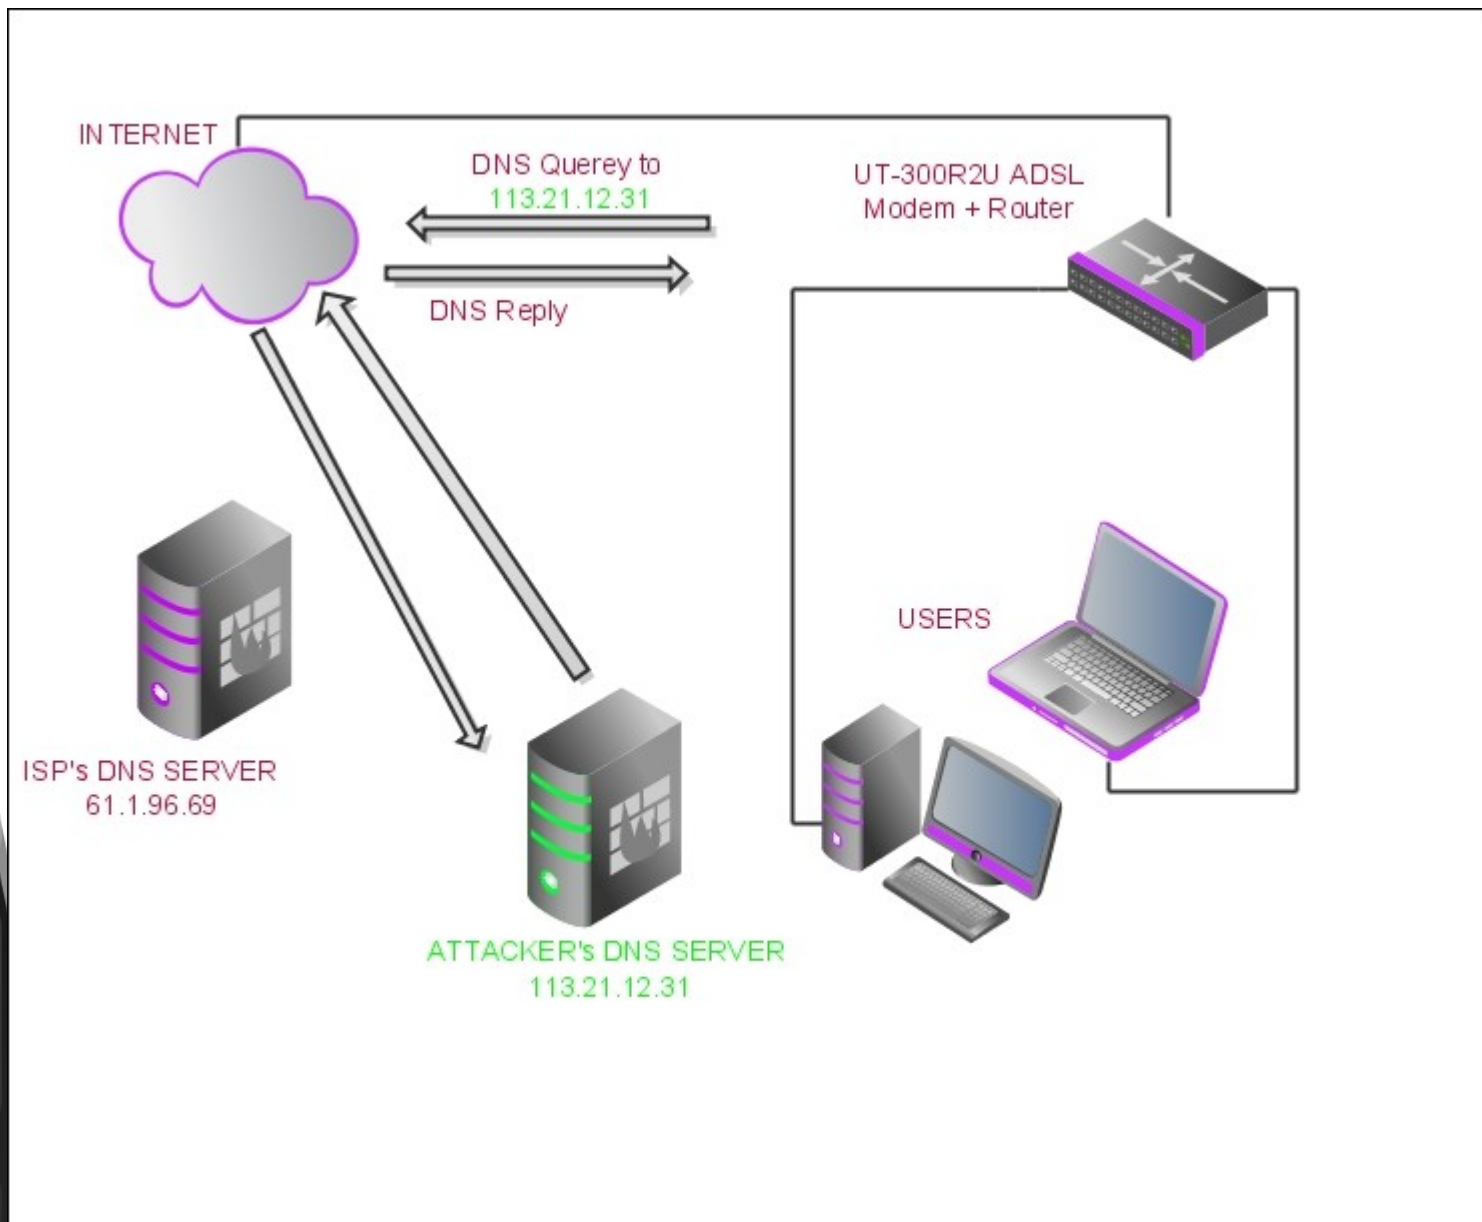 INTERNET
DNS Querey to
113.21.12.31
DNS Reply
UT-300R2U ADSL
Modem + Router
USERS
ISP's DNS SERVER
61.1.96.69
ATTACKER's DNS SERVER
113.21.12.31